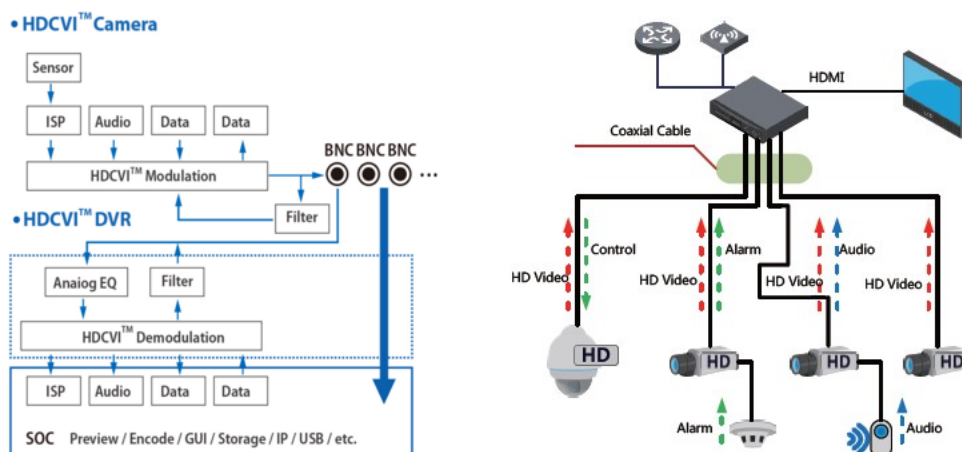 • HDCVI™ Camera
Sensor
ISP Audio Data Data
BNC BNC BNC
HDCVI™ Modulation
...
Filter
• HDCVI™ DVR
Anaiog EQ Filter
HDCVI™ Demodulation
ISP Audio Data Data
SOC Preview / Encode / GUI / Storage / IP / USB / etc.
HDMI
Coaxial Cable
Control Alarm Audio
HD Video HD Video HD Video HD Video
HD HD HD HD
Alarm Audio